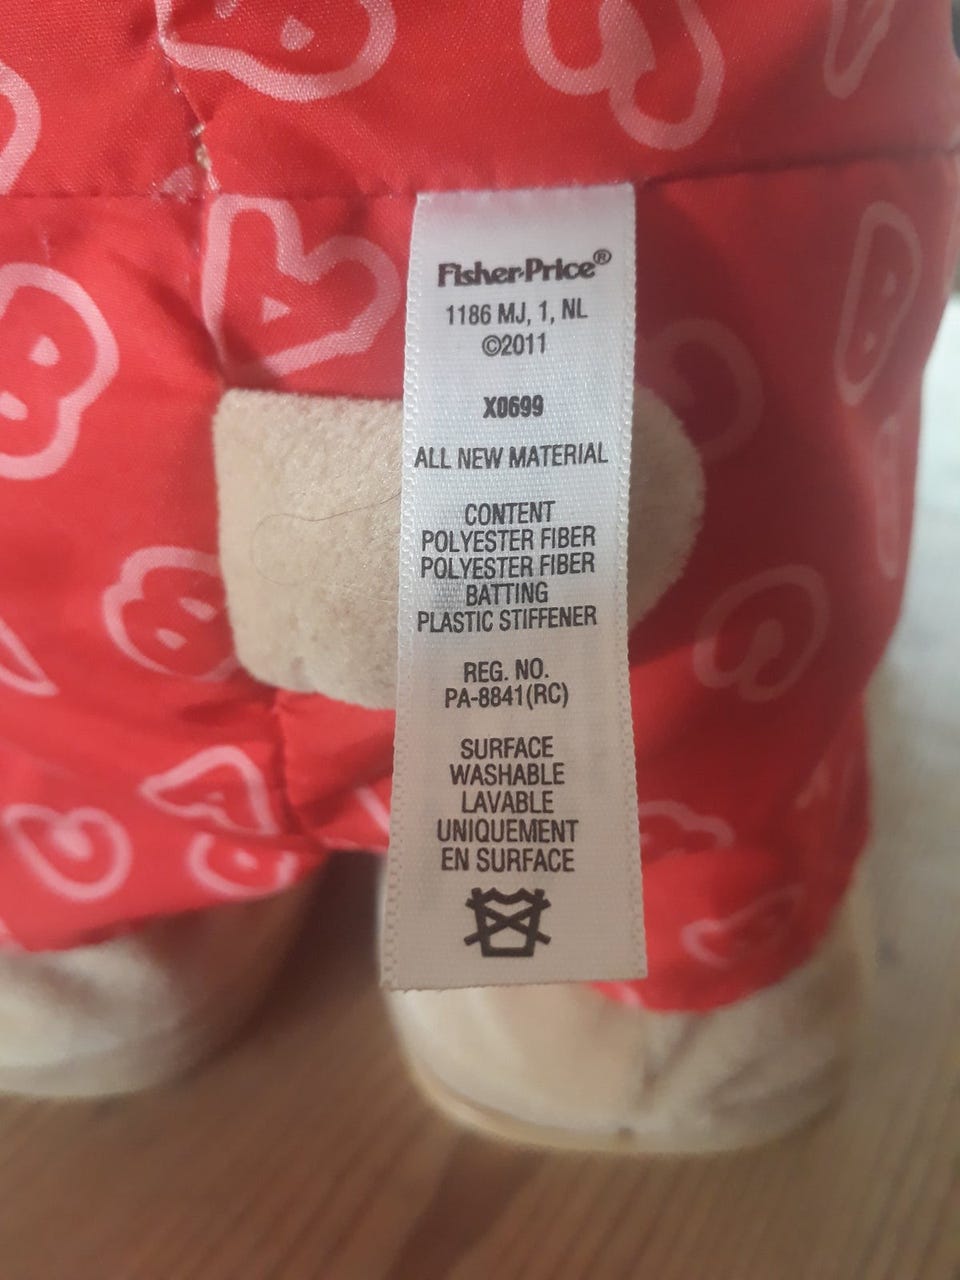 Fisher-Price®
1186 MJ, 1, NL
©2011
X0699
ALL NEW MATERIAL
CONTENT
POLYESTER FIBER
POLYESTER FIBER
BATTING
PLASTIC STIFFENER
REG. NO.
PA-8841(RC)
SURFACE
WASHABLE
LAVABLE
UNIQUEMENT
EN SURFACE